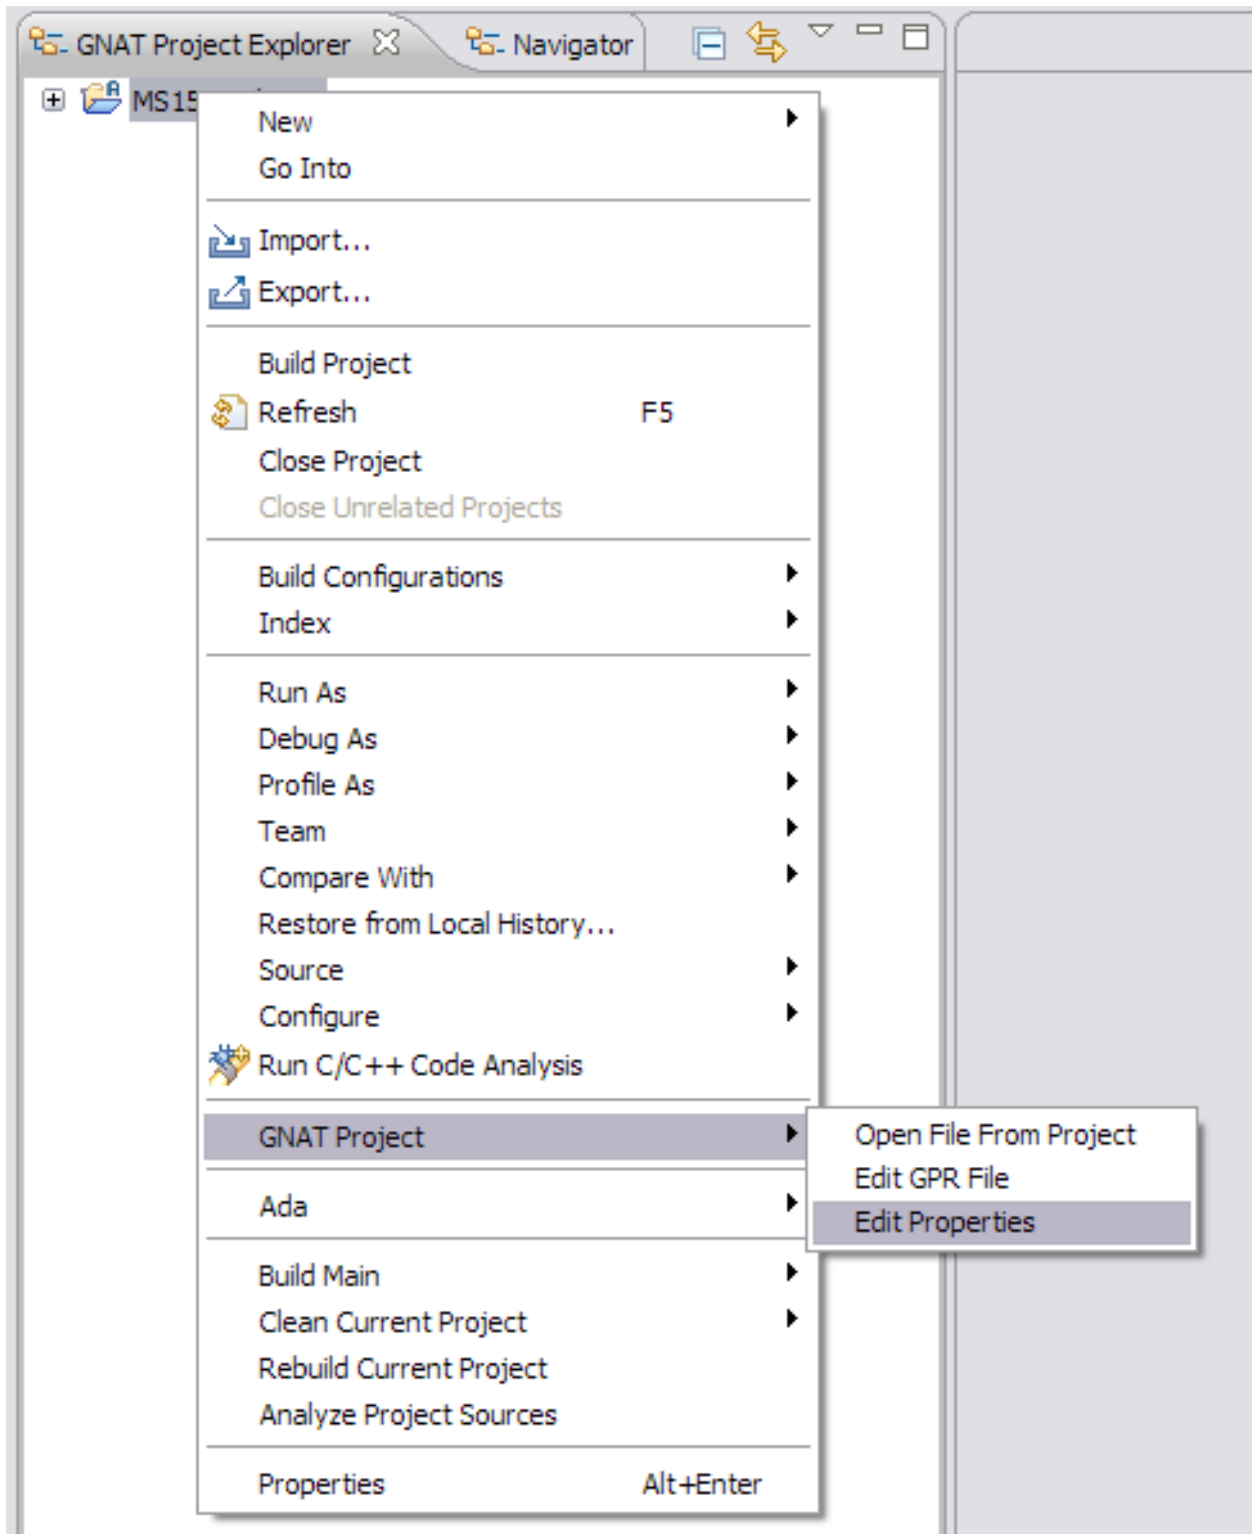 GNAT Project Explorer Navigator
MS15
New
Go Into
Import...
Export...
Build Project
Refresh F5
Close Project
Close Unrelated Projects
Build Configurations
Index
Run As
Debug As
Profile As
Team
Compare With
Restore from Local History...
Source
Configure
Run C/C++ Code Analysis
GNAT Project
Open File From Project
Edit GPR File
Edit Properties
Ada
Build Main
Clean Current Project
Rebuild Current Project
Analyze Project Sources
Properties Alt+Enter